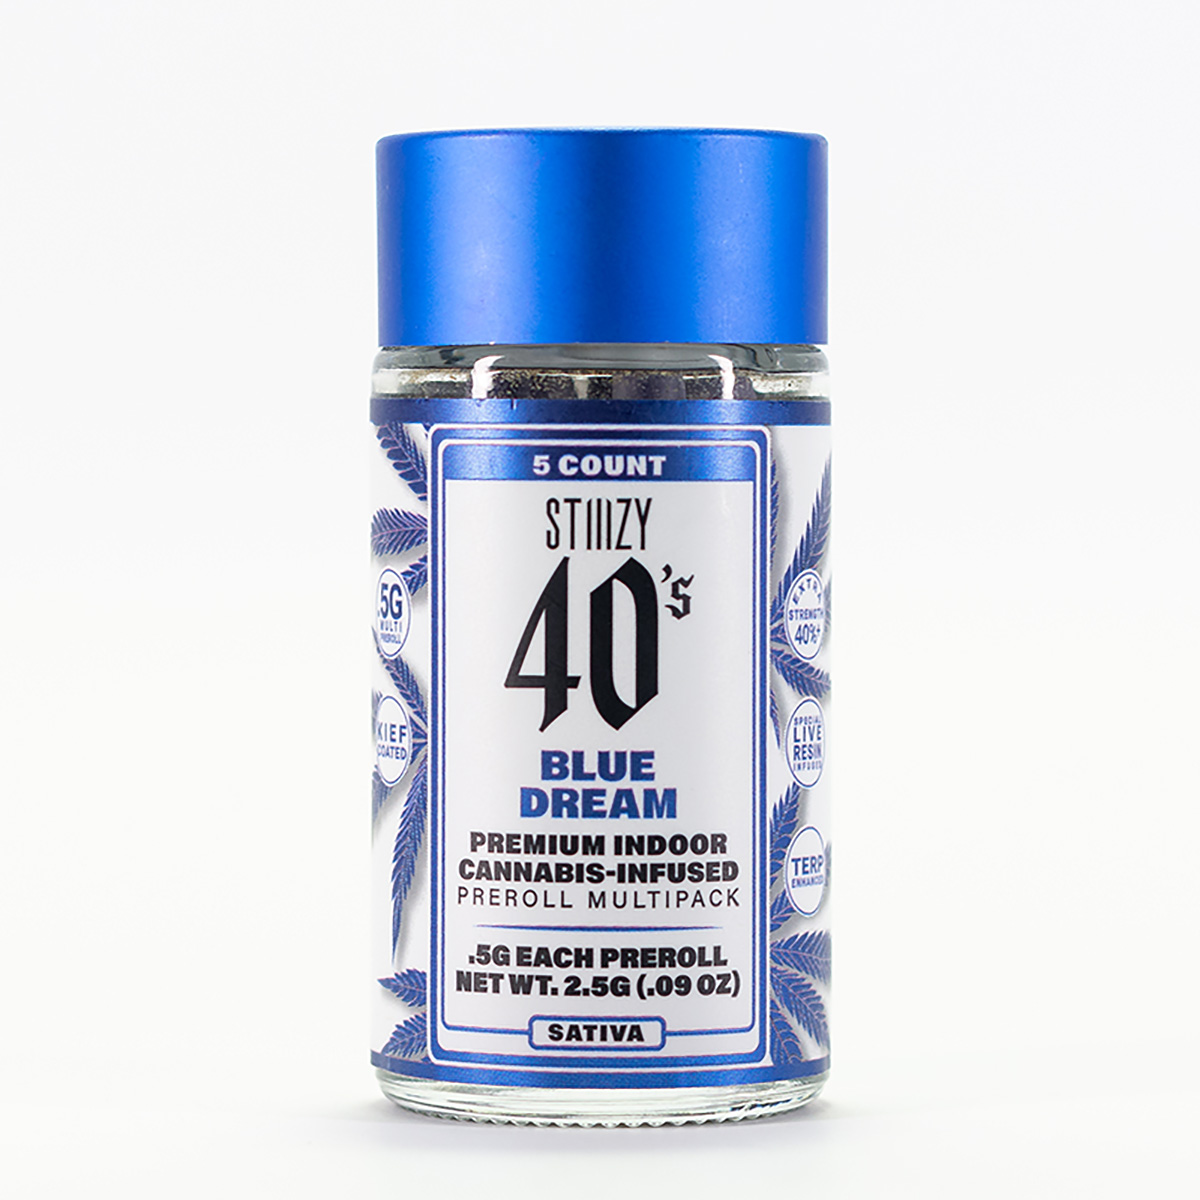 5 COUNT
STIIIZY
40's
BLUE
DREAM
PREMIUM INDOOR
CANNABIS-INFUSED
PREROLL MULTIPACK
.5G EACH PREROLL
NET WT. 2.5G (.09 OZ)
SATIVA
.5G
MULTI
PREROLL
KIEF
COATED
EXTRA
STRENGTH
40%+
SPECIAL
LIVE
RESIN
INFUSED
TERP
ENHANCED